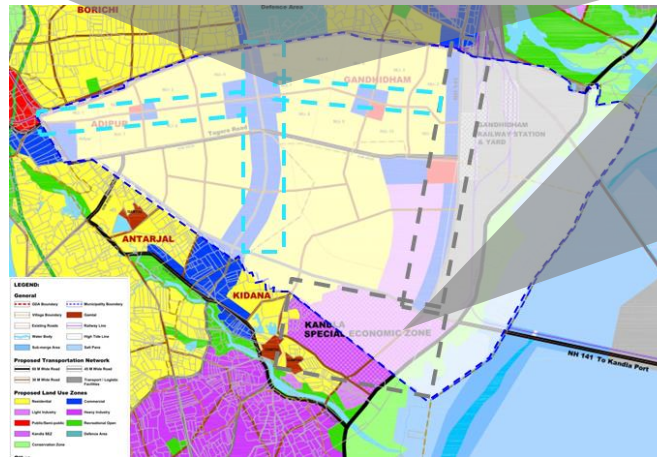 BORICHI
Defence Area
GANDHIDHAM
ADIPUR
Tagore Road
GANDHIDHAM
RAILWAY STATION
& YARD
ANTARJAL
KIDANA
KANDLA
SPECIAL ECONOMIC ZONE
NH 141 To Kandla Port
LEGEND:
General
GDA Boundary
Municipality Boundary
Village Boundary
Gamtal
Existing Roads
Railway Line
Water Body
High Tide Line
Salt Pans
Proposed Transportation Network
Transport / Logistic
Facilities
Proposed Land Use Zones
Residential
Commercial
Light Industry
Heavy Industry
Public/Semi-public
Recreational Open
Kandla SEZ
Defence Area
Conservation Zone